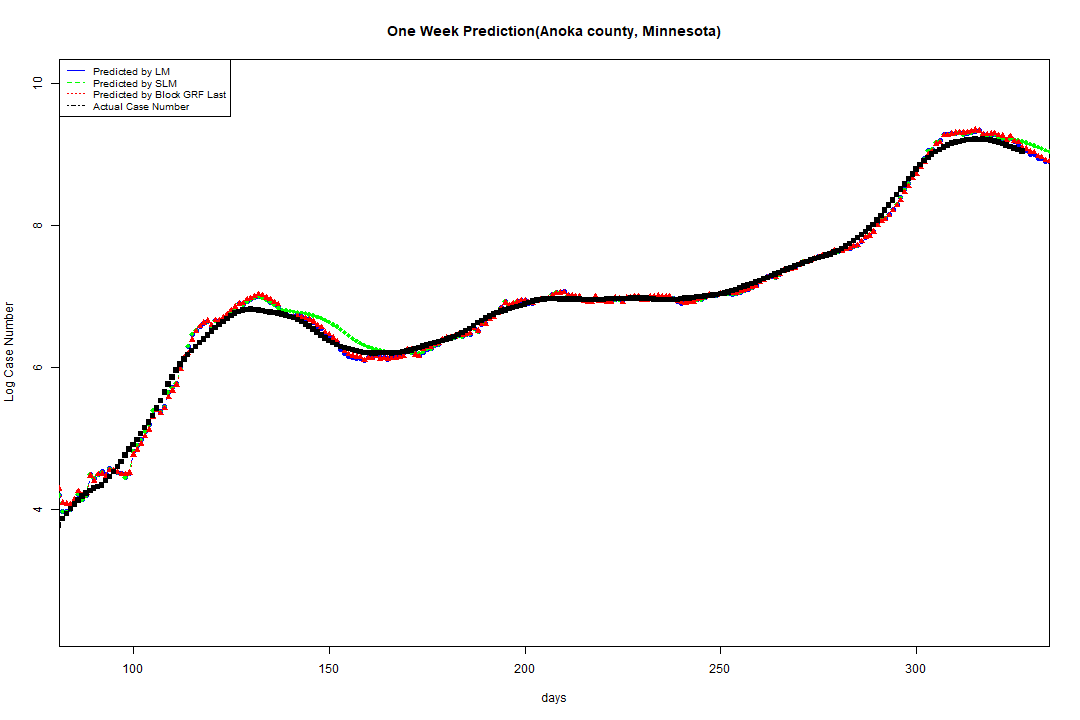 One Week Prediction(Anoka county, Minnesota)
Predicted by LM
Predicted by SLM
Predicted by Block GRF Last
Actual Case Number
10
8
6
4
Log Case Number
100 150 200 250 300
days